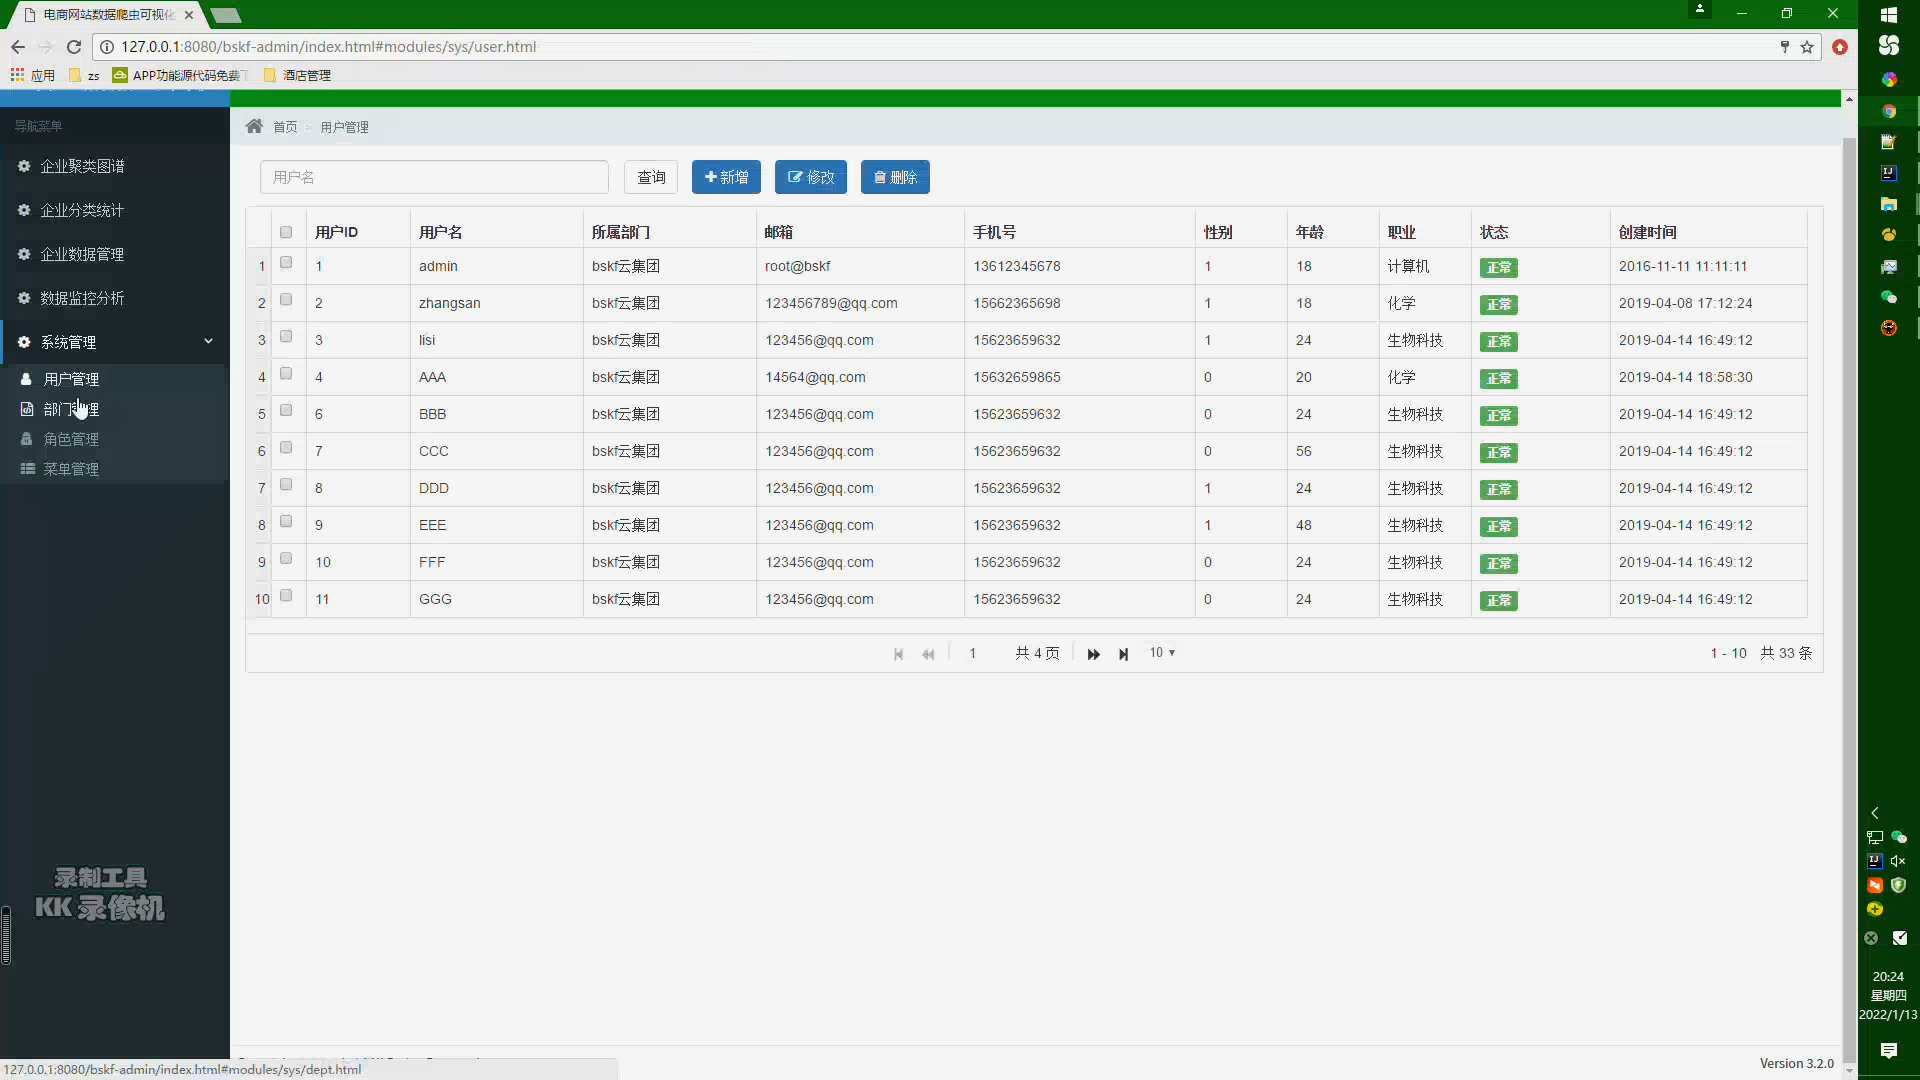 电商网站数据爬虫可视化
127.0.0.1:8080/bskf-admin/index.html#modules/sys/user.html
应用 zs APP功能源代码免费下 酒店管理
导航菜单
企业聚类图谱
企业分类统计
企业数据管理
数据监控分析
系统管理
用户管理
部门管理
角色管理
菜单管理
首页 用户管理
用户名 查询 新增 修改 删除
用户ID 用户名 所属部门 邮箱 手机号 性别 年龄 职业 状态 创建时间
1 1 admin bskf云集团 root@bskf 13612345678 1 18 计算机 正常 2016-11-11 11:11:11
2 2 zhangsan bskf云集团 123456789@qq.com 15662365698 1 18 化学 正常 2019-04-08 17:12:24
3 3 lisi bskf云集团 123456@qq.com 15623659632 1 24 生物科技 正常 2019-04-14 16:49:12
4 4 AAA bskf云集团 14564@qq.com 15632659865 0 20 化学 正常 2019-04-14 18:58:30
5 6 BBB bskf云集团 123456@qq.com 15623659632 0 24 生物科技 正常 2019-04-14 16:49:12
6 7 CCC bskf云集团 123456@qq.com 15623659632 0 56 生物科技 正常 2019-04-14 16:49:12
7 8 DDD bskf云集团 123456@qq.com 15623659632 1 24 生物科技 正常 2019-04-14 16:49:12
8 9 EEE bskf云集团 123456@qq.com 15623659632 1 48 生物科技 正常 2019-04-14 16:49:12
9 10 FFF bskf云集团 123456@qq.com 15623659632 0 24 生物科技 正常 2019-04-14 16:49:12
10 11 GGG bskf云集团 123456@qq.com 15623659632 0 24 生物科技 正常 2019-04-14 16:49:12
1 共 4 页 10 1 - 10 共 33 条
录制工具
KK 录像机
Version 3.2.0
127.0.0.1:8080/bskf-admin/index.html#modules/sys/dept.html
20:24
星期四
2022/1/13